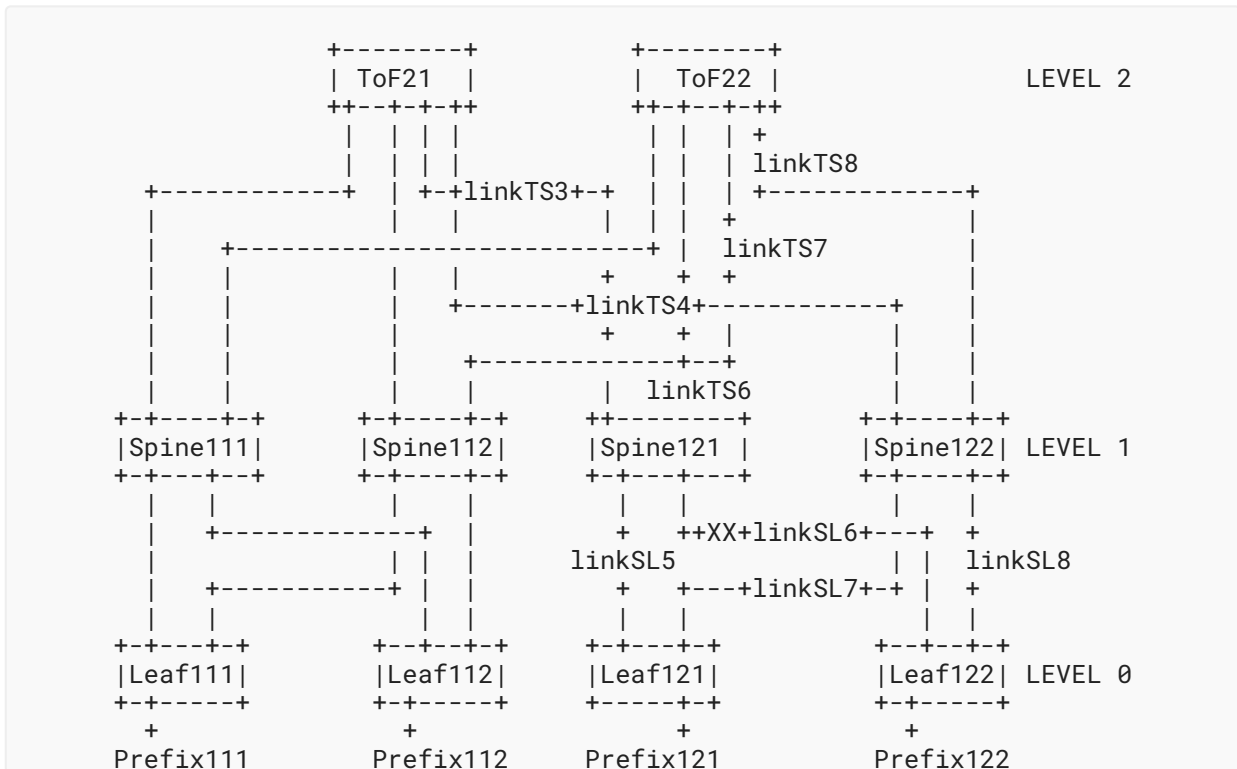 ToF21 ToF22 LEVEL 2
linkTS8
linkTS3
linkTS7
linkTS4
linkTS6
Spine111 Spine112 Spine121 Spine122 LEVEL 1
XX linkSL6
linkSL5 linkSL8
linkSL7
Leaf111 Leaf112 Leaf121 Leaf122 LEVEL 0
Prefix111 Prefix112 Prefix121 Prefix122